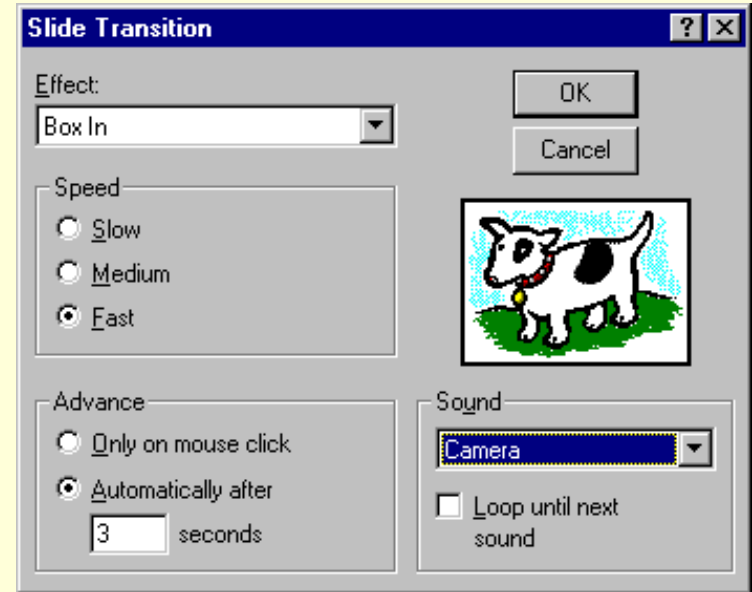 Slide Transition
Effect:
Box In
OK
Cancel
Speed
Slow
Medium
Fast
Advance
Only on mouse click
Automatically after
3 seconds
Sound
Camera
Loop until next
sound